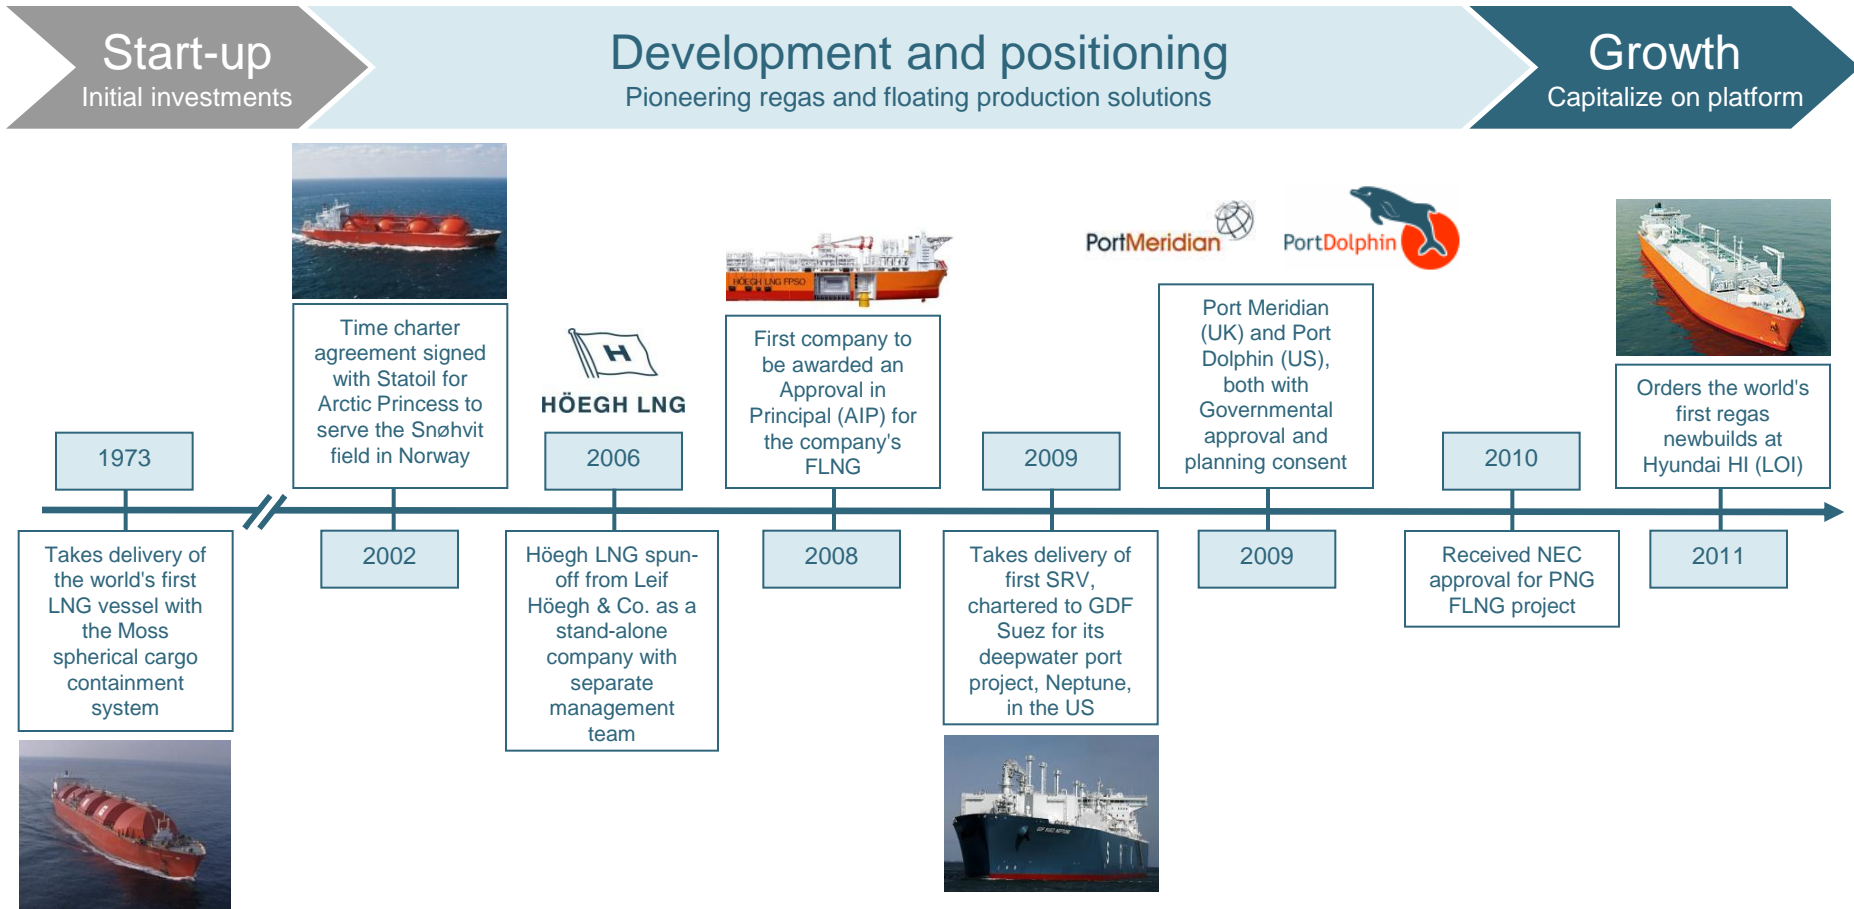 Start-up
Initial investments
Development and positioning
Pioneering regas and floating production solutions
Growth
Capitalize on platform
1973
Takes delivery of
the world's first
LNG vessel with
the Moss
spherical cargo
containment
system
Time charter
agreement signed
with Statoil for
Arctic Princess to
serve the Snøhvit
field in Norway
2002
H
HÖEGH LNG
2006
Höegh LNG spun-
off from Leif
Höegh & Co. as a
stand-alone
company with
separate
management
team
HÖEGH LNG FPSO
First company to
be awarded an
Approval in
Principal (AIP) for
the company's
FLNG
2008
2009
Takes delivery of
first SRV,
chartered to GDF
Suez for its
deepwater port
project, Neptune,
in the US
GDF SUEZ NEPTUNE
PortMeridian
PortDolphin
Port Meridian
(UK) and Port
Dolphin (US),
both with
Governmental
approval and
planning consent
2009
2010
Received NEC
approval for PNG
FLNG project
Orders the world's
first regas
newbuilds at
Hyundai HI (LOI)
2011